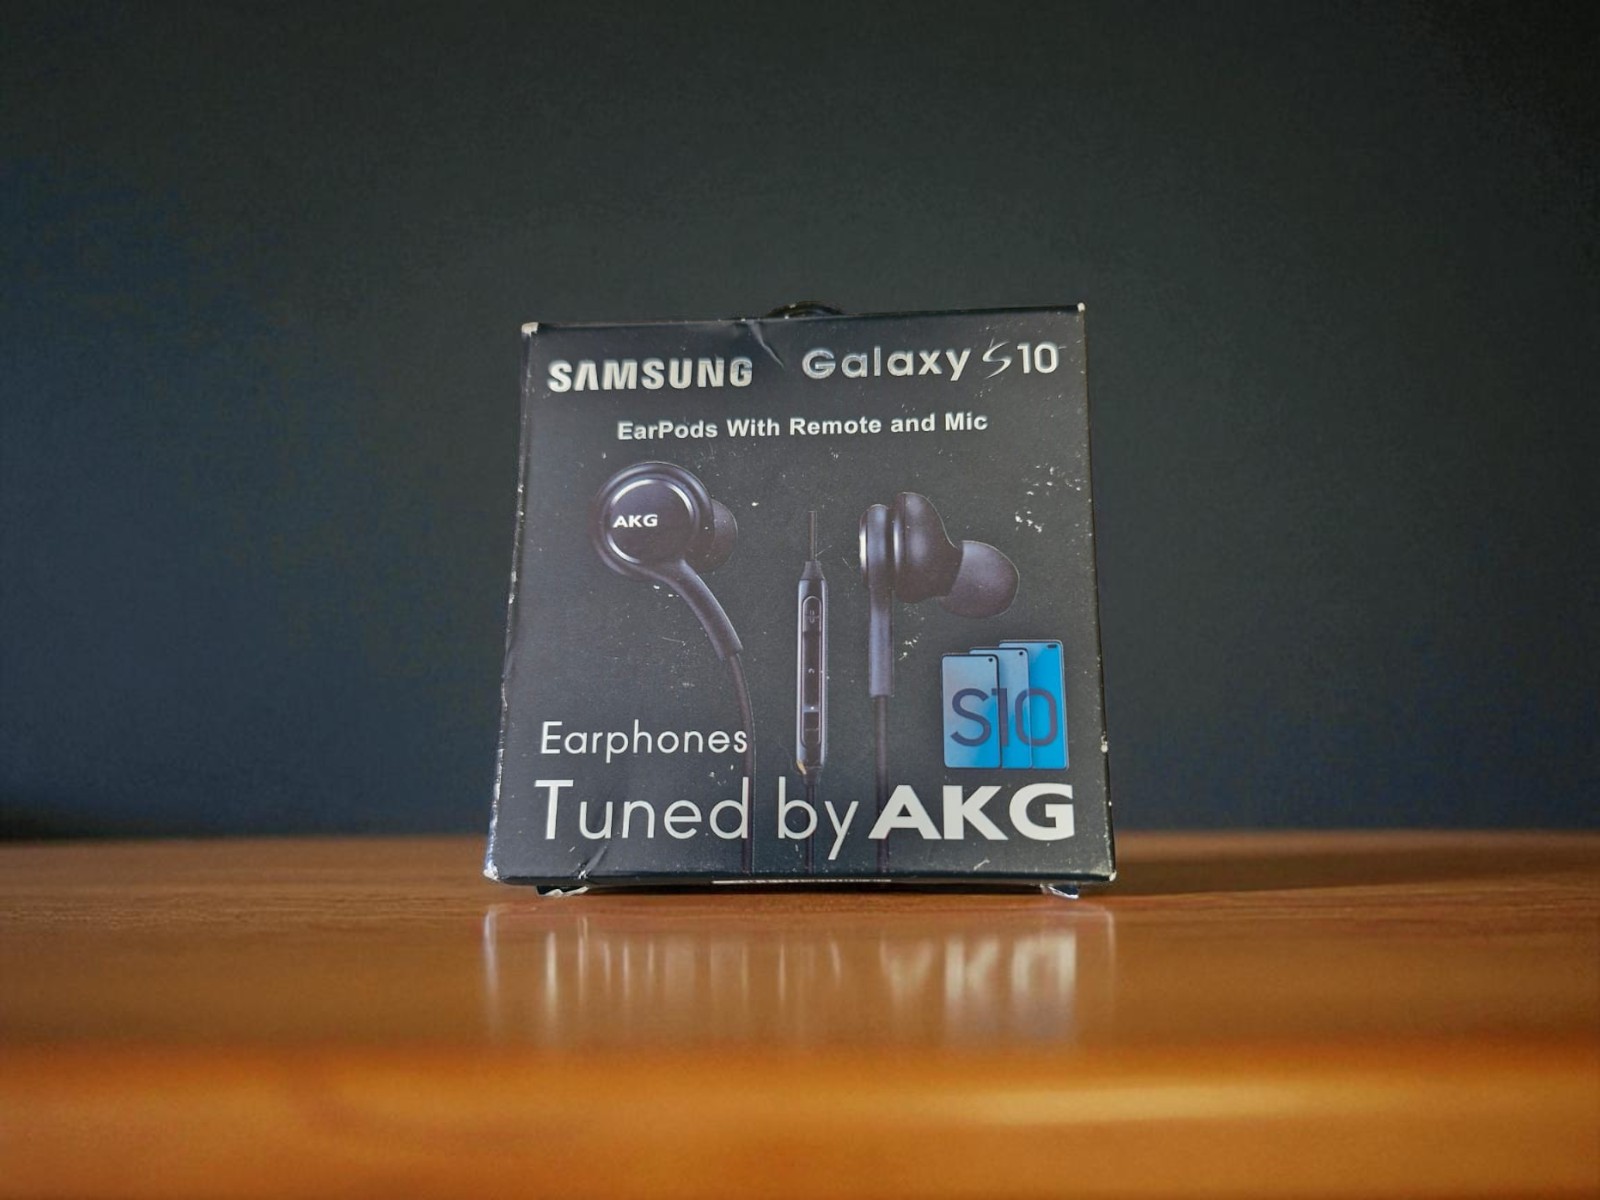 SAMSUNG Galaxy S10
EarPods With Remote and Mic
AKG
S10
Earphones
Tuned by AKG